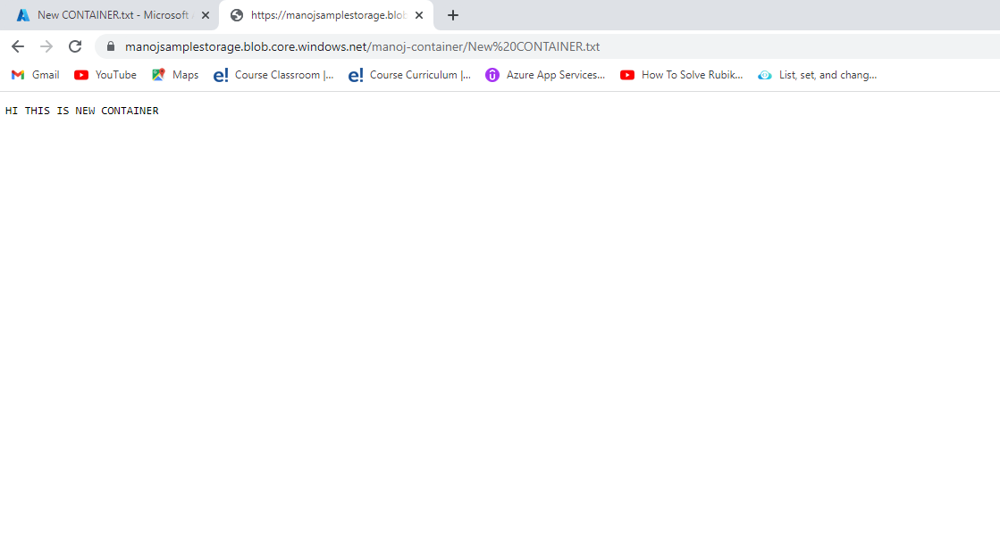 New CONTAINER.txt - Microsoft
https://manojsamplestorage.blob
manojsamplestorage.blob.core.windows.net/manoj-container/New%20CONTAINER.txt
Gmail YouTube Maps e! Course Classroom |... e! Course Curriculum |... Azure App Services... How To Solve Rubik... List, set, and chang...
HI THIS IS NEW CONTAINER